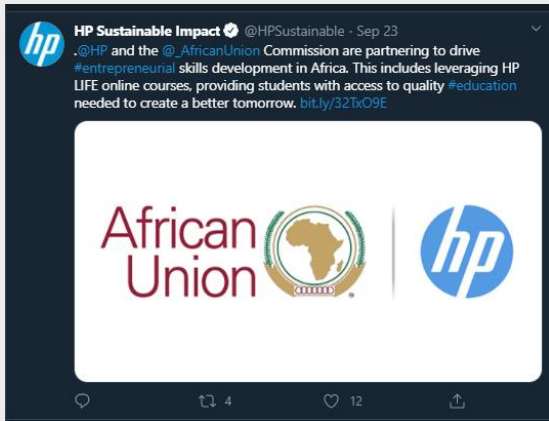 HP Sustainable Impact @HPSustainable · Sep 23
.@HP and the @_AfricanUnion Commission are partnering to drive
#entrepreneurial skills development in Africa. This includes leveraging HP
LIFE online courses, providing students with access to quality #education
needed to create a better tomorrow. bit.ly/32TxO9E
African
Union
hp
hp
4
12